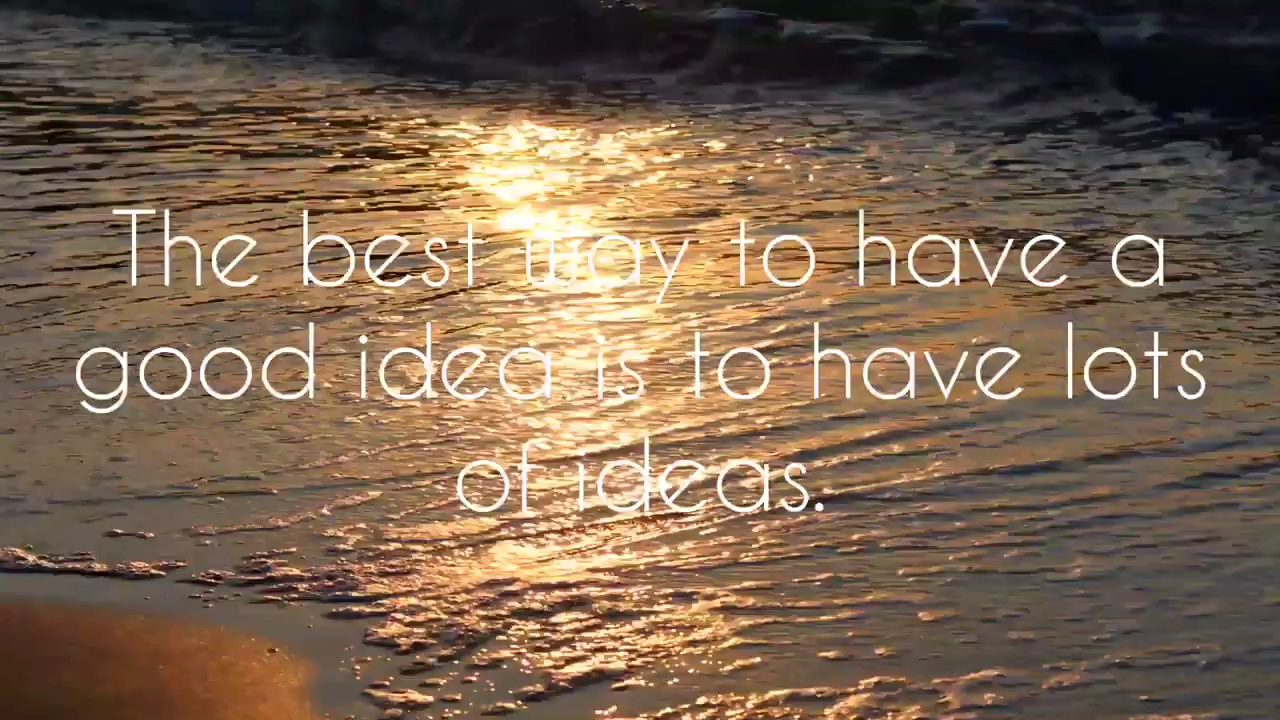 The best way to have a
good idea is to have lots
of ideas.